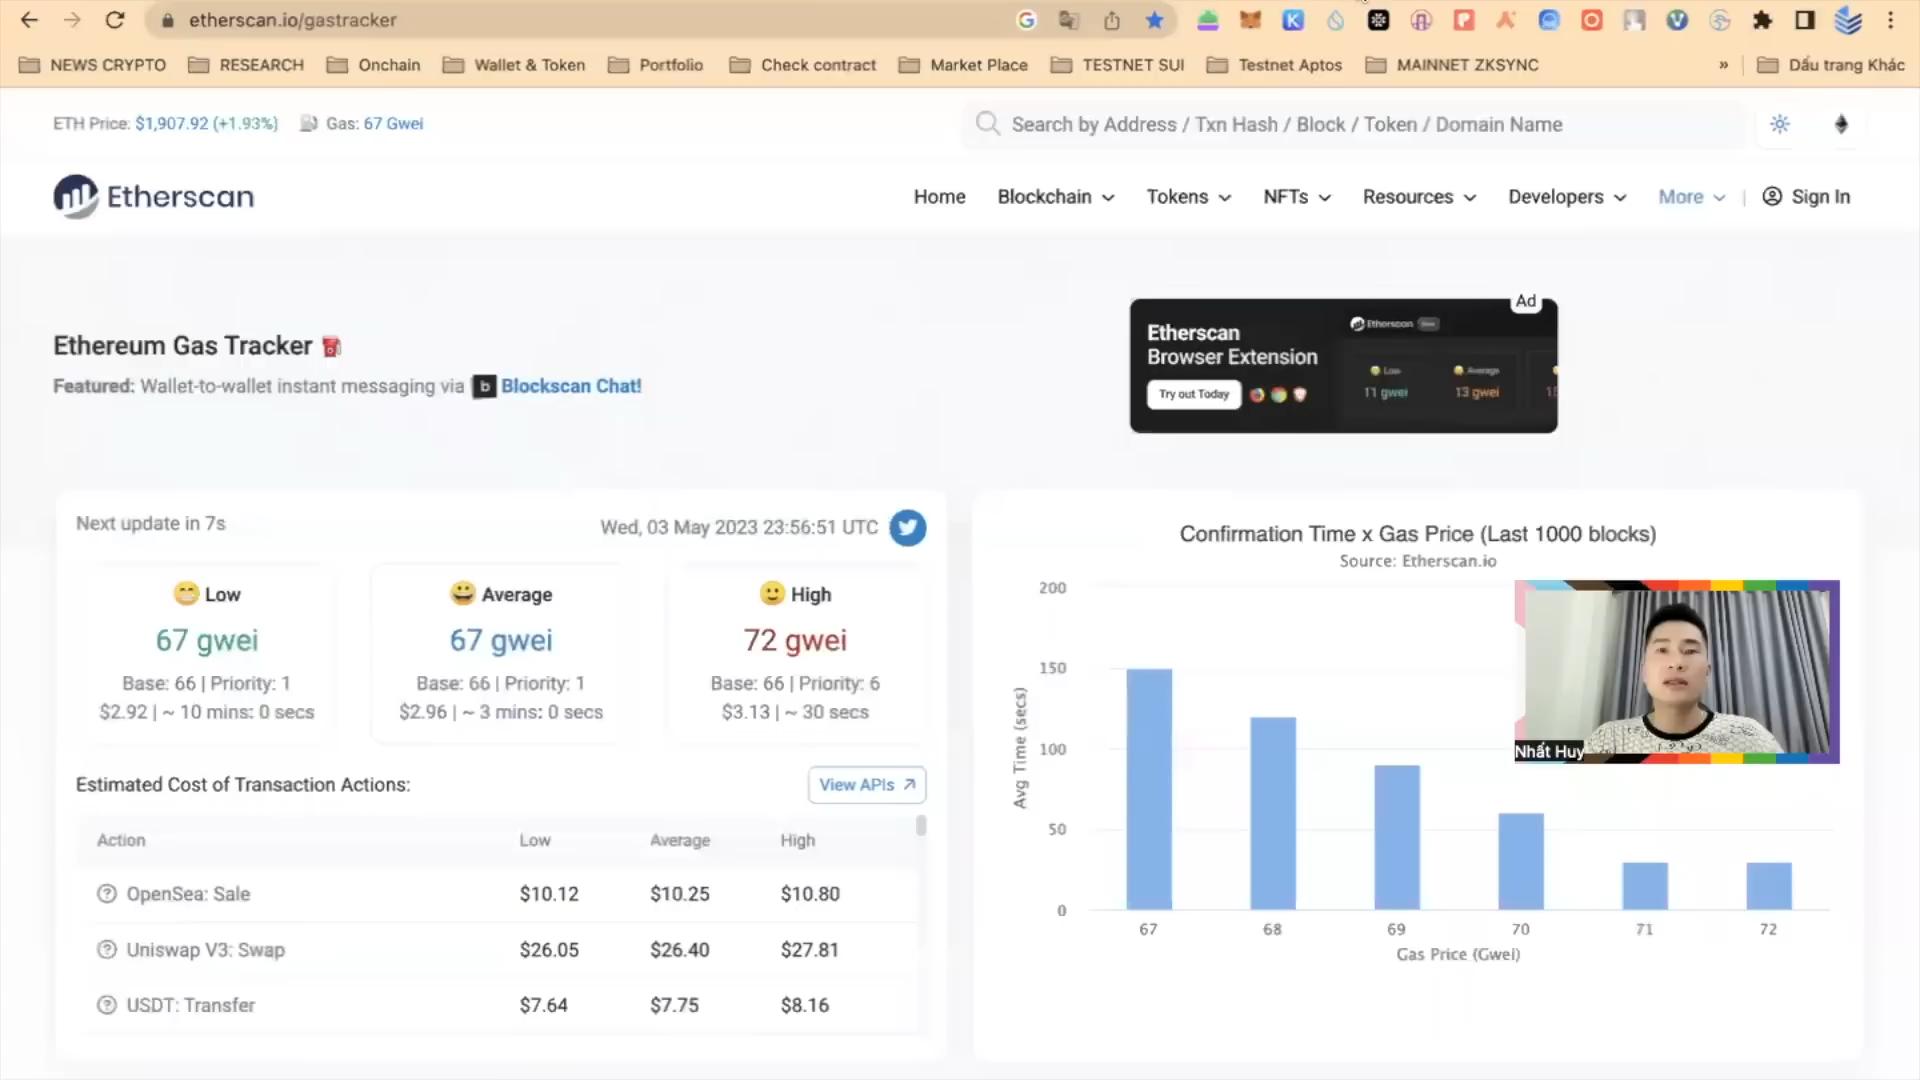 etherscan.io/gastracker
NEWS CRYPTO
RESEARCH
Onchain
Wallet & Token
Portfolio
Check contract
Market Place
TESTNET SUI
Testnet Aptos
MAINNET ZKSYNC
»
Dấu trang Khác
ETH Price: $1,907.92 (+1.93%)
Gas: 67 Gwei
Search by Address / Txn Hash / Block / Token / Domain Name
Etherscan
Home
Blockchain
Tokens
NFTs
Resources
Developers
More
Sign In
Ethereum Gas Tracker
Featured: Wallet-to-wallet instant messaging via Blockscan Chat!
Ad
Etherscan
Browser Extension
Try out Today
Etherscan
Low
Average
11 gwei
13 gwei
Next update in 7s
Wed, 03 May 2023 23:56:51 UTC
Low
67 gwei
Base: 66 | Priority: 1
$2.92 | ~ 10 mins: 0 secs
Average
67 gwei
Base: 66 | Priority: 1
$2.96 | ~ 3 mins: 0 secs
High
72 gwei
Base: 66 | Priority: 6
$3.13 | ~ 30 secs
Estimated Cost of Transaction Actions:
View APIs
Action Low Average High
OpenSea: Sale $10.12 $10.25 $10.80
Uniswap V3: Swap $26.05 $26.40 $27.81
USDT: Transfer $7.64 $7.75 $8.16
Confirmation Time x Gas Price (Last 1000 blocks)
Source: Etherscan.io
Avg Time (secs)
200
150
100
50
0
67 68 69 70 71 72
Gas Price (Gwei)
Nhất Huy